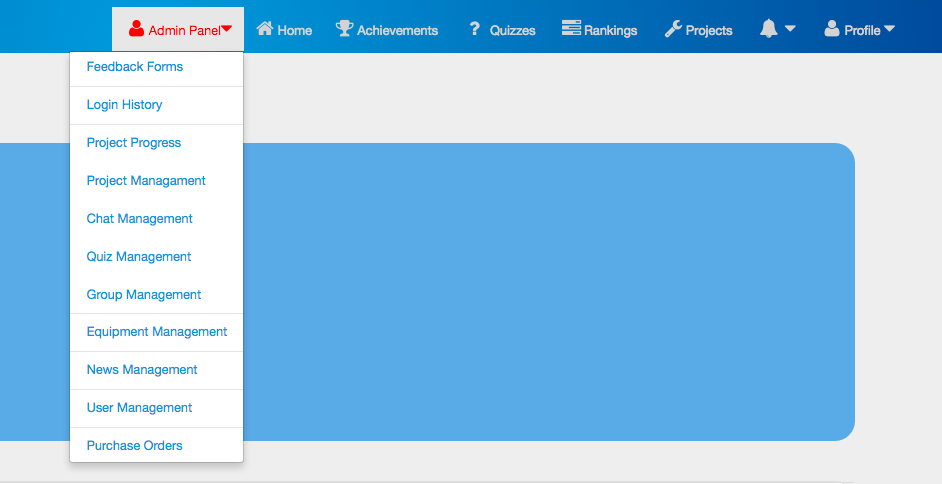 Admin Panel
Home
Achievements
? Quizzes
Rankings
Projects
Profile
Feedback Forms
Login History
Project Progress
Project Managament
Chat Management
Quiz Management
Group Management
Equipment Management
News Management
User Management
Purchase Orders